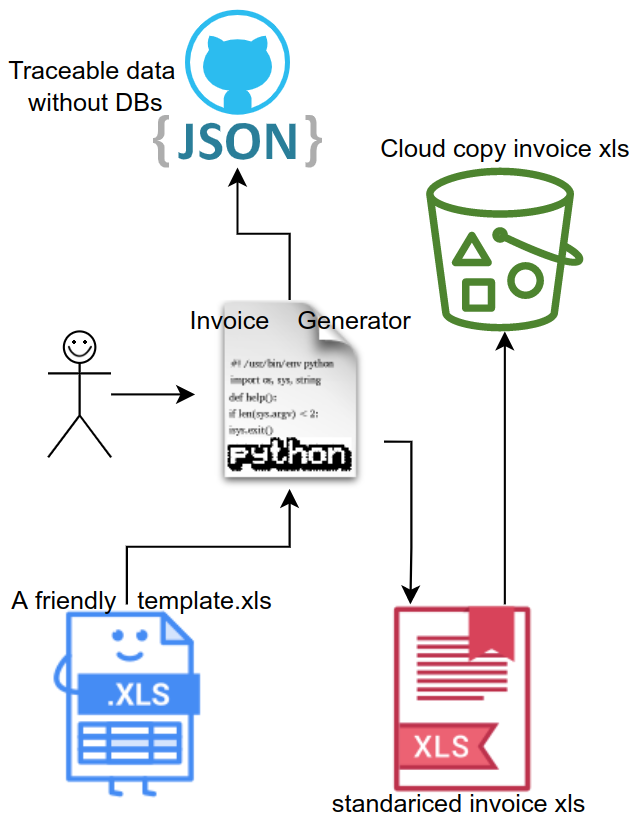 Traceable data
without DBs
{ JSON }
Cloud copy invoice xls
Invoice Generator
#! /usr/bin/env python
import os, sys, string
def help():
if len(sys.argv) < 2:
isys.exit()
python
A friendly template.xls
.XLS
XLS
standariced invoice xls